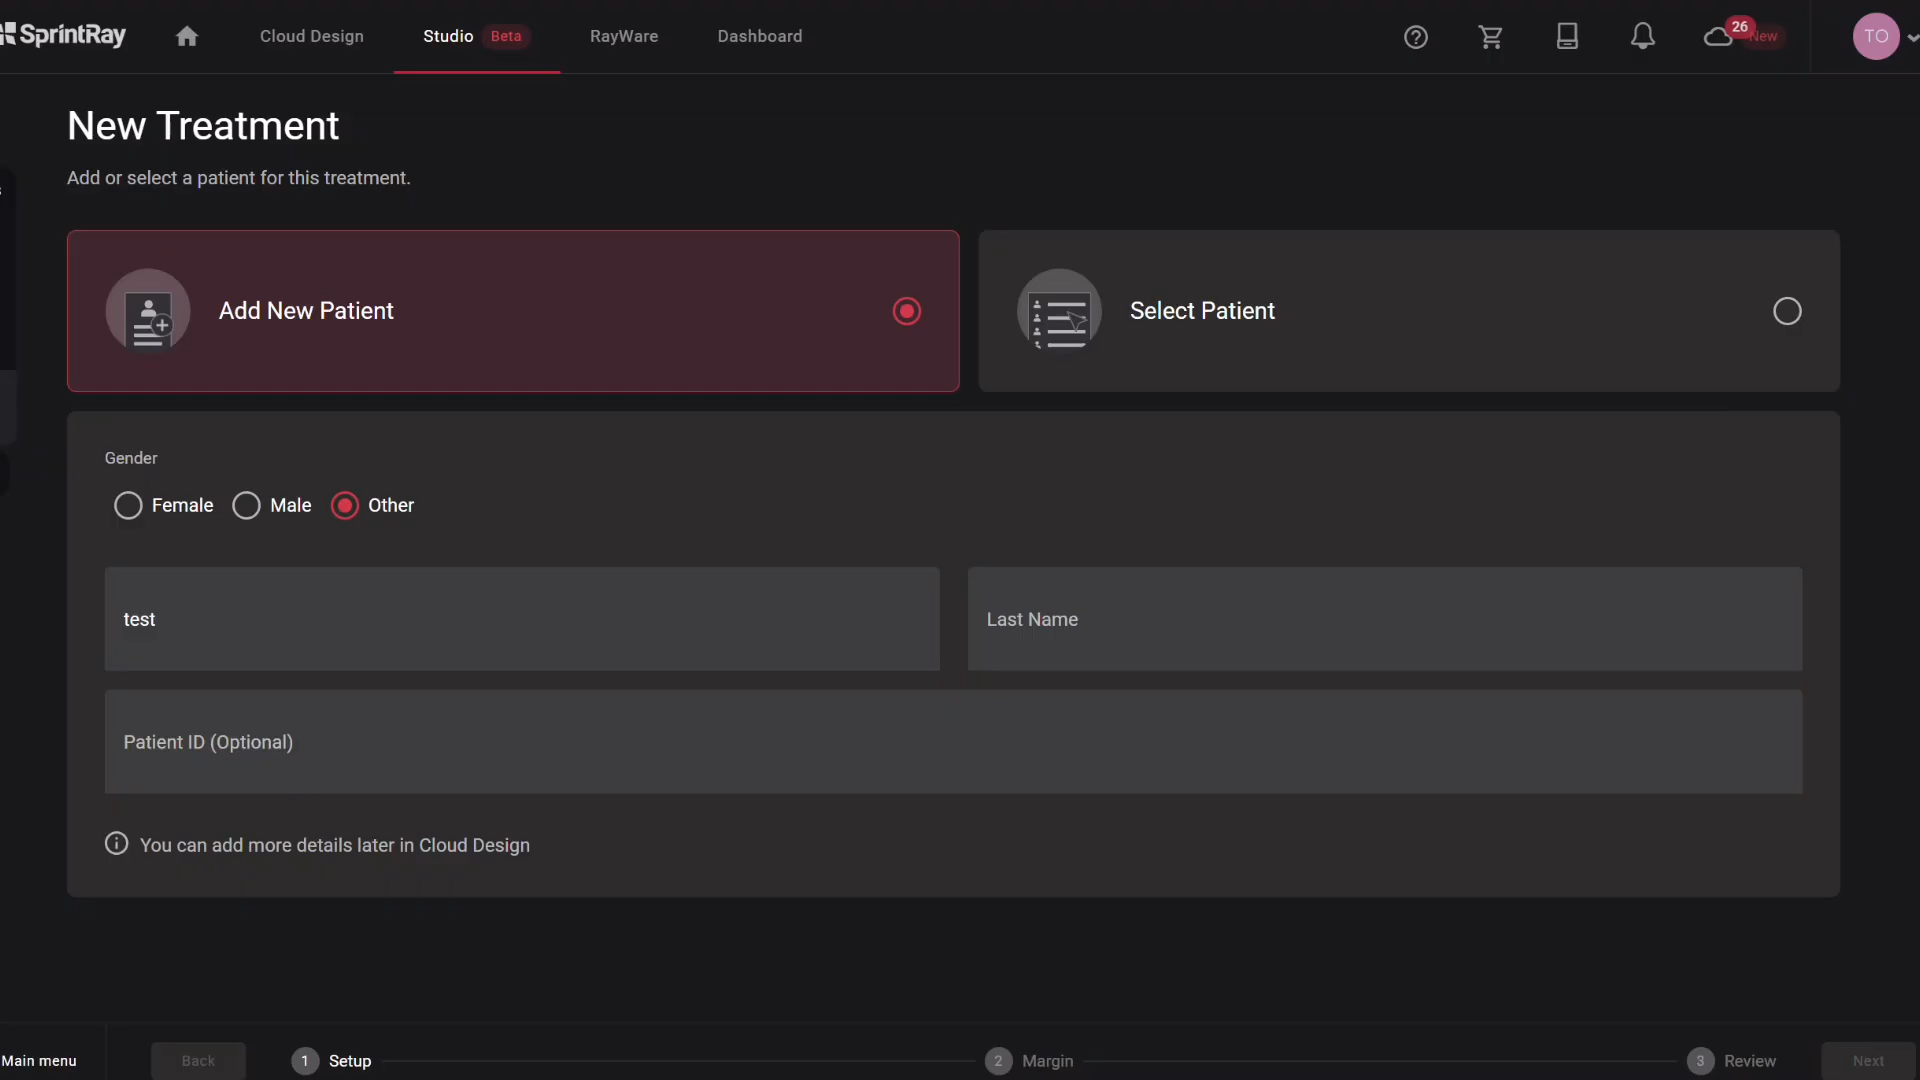 SprintRay
Cloud Design
Studio Beta
RayWare
Dashboard
26
New
TO
New Treatment
Add or select a patient for this treatment.
Add New Patient
Select Patient
Gender
Female
Male
Other
test
Last Name
Patient ID (Optional)
You can add more details later in Cloud Design
Main menu
Back
1 Setup
2 Margin
3 Review
Next